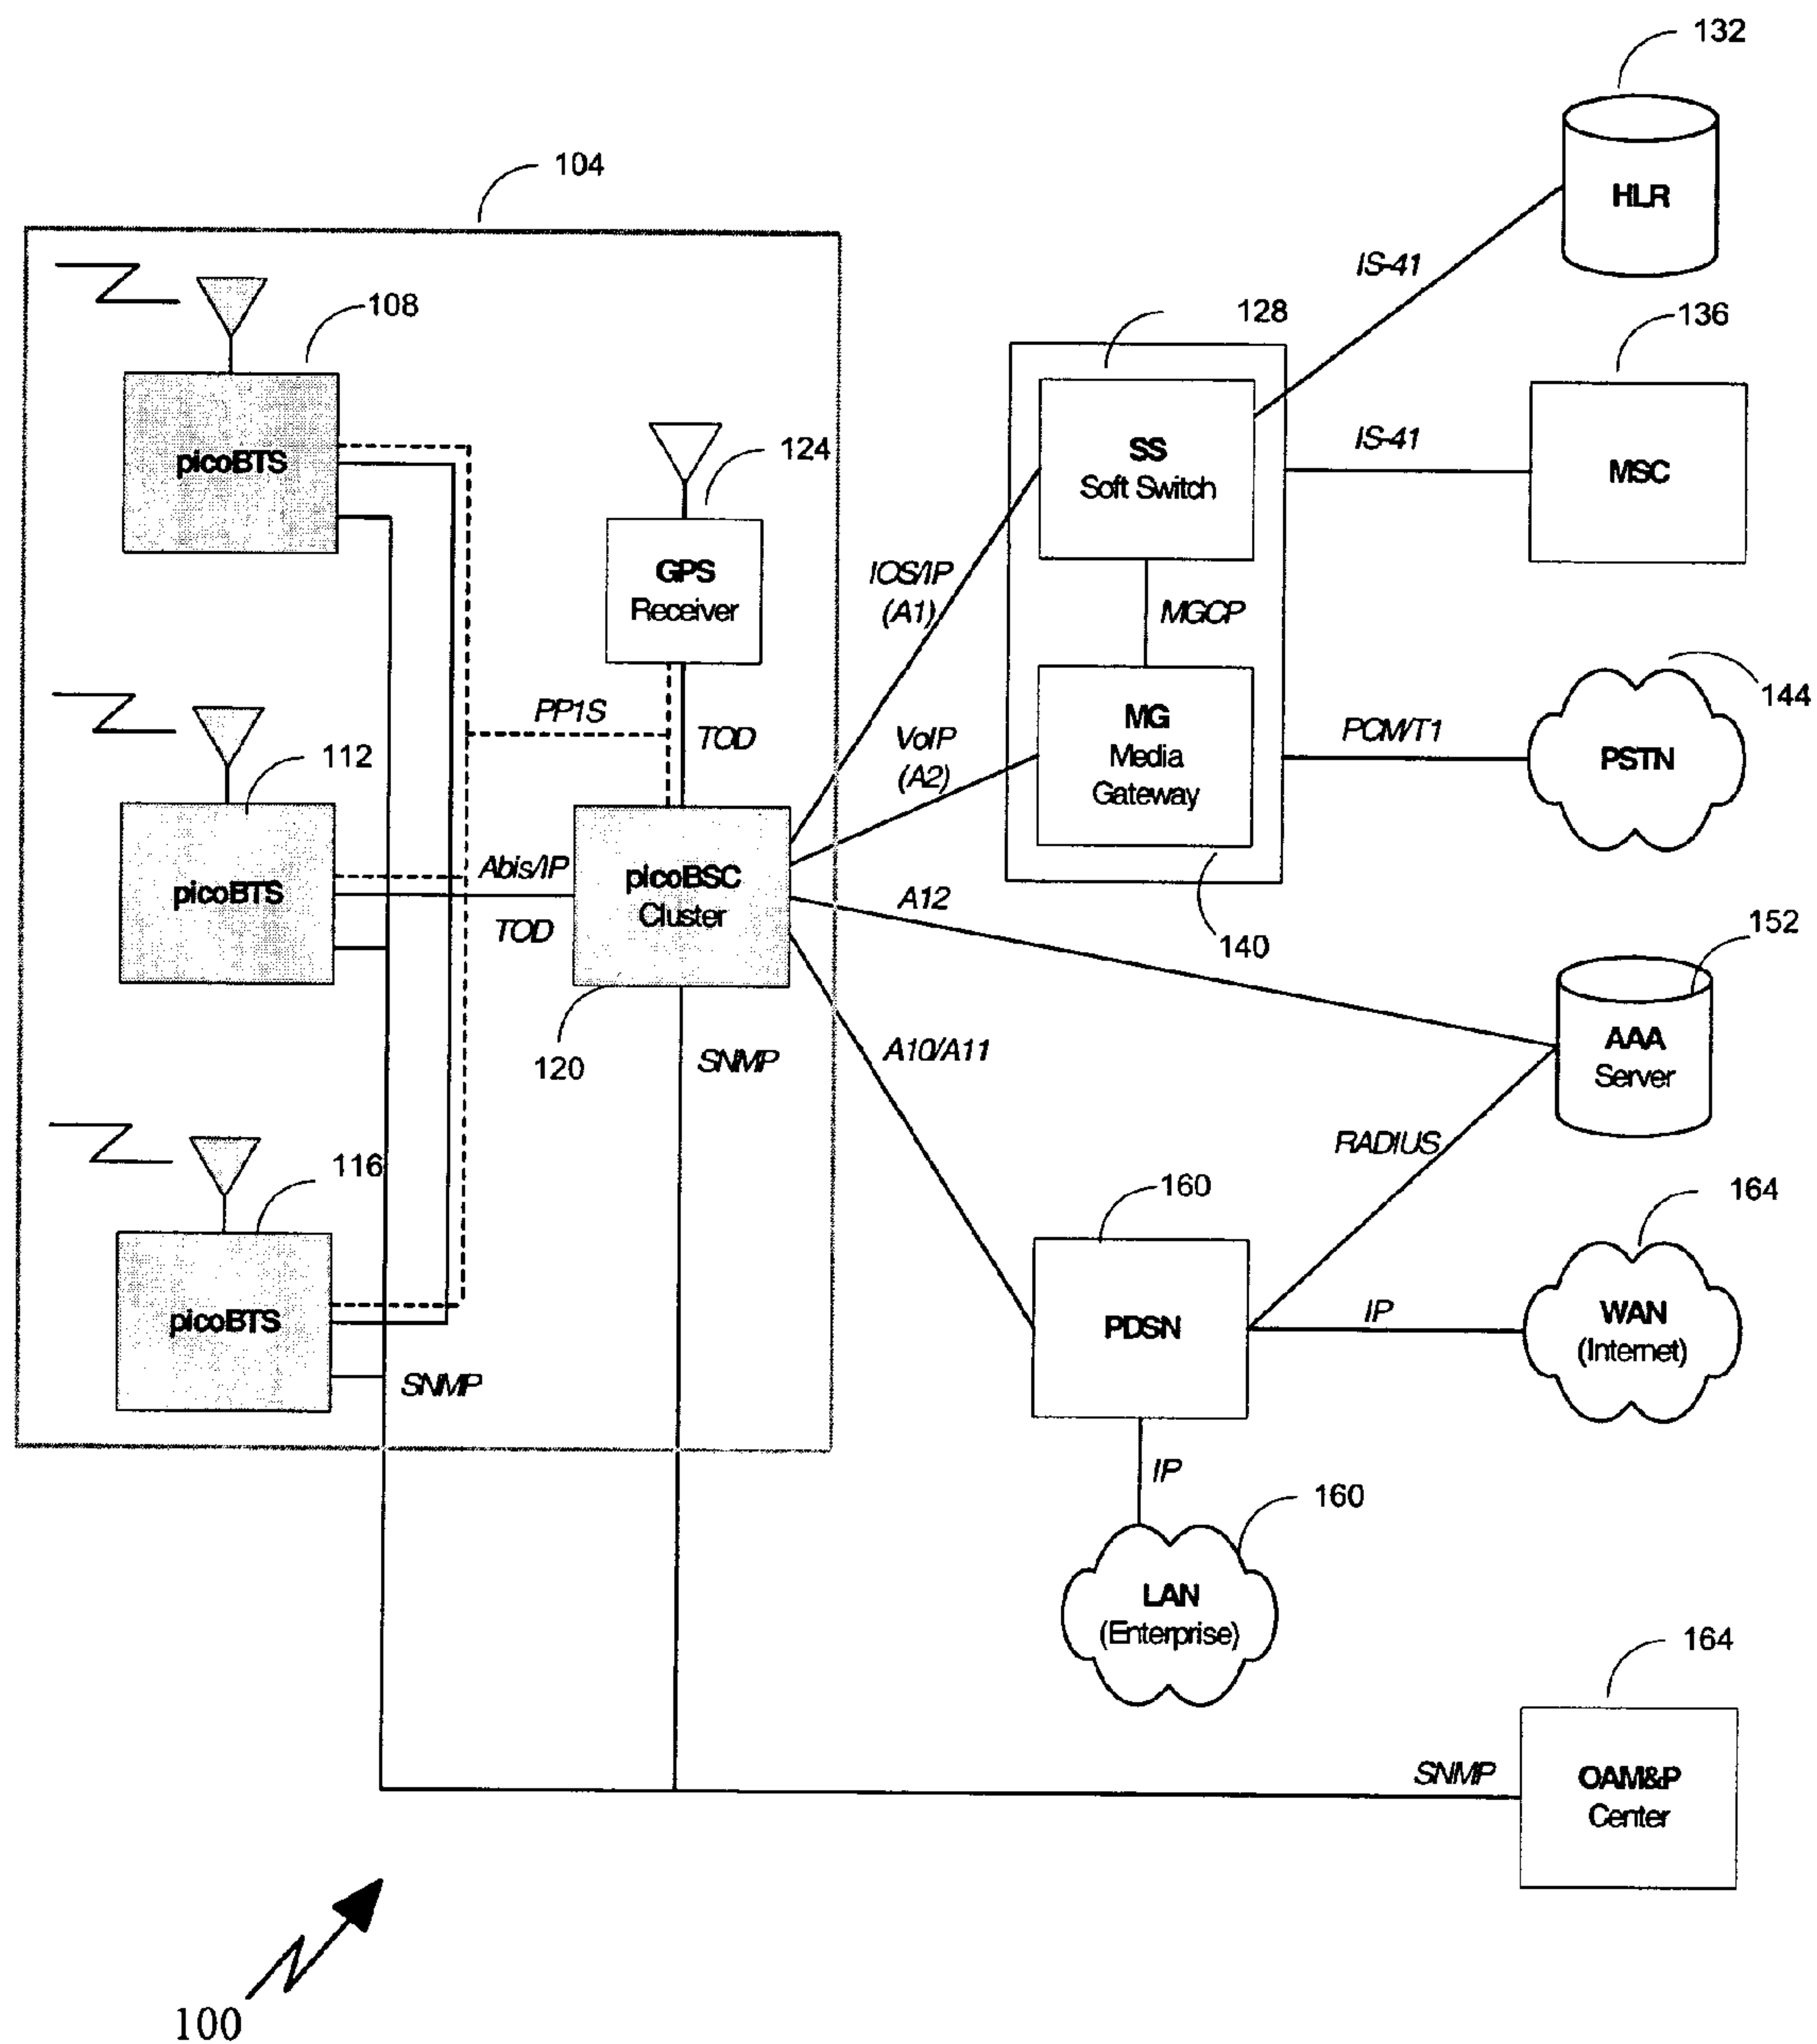 132
HLR
104
IS-41
108
128
136
picoBTS
124
SS
Soft Switch
IS-41
MSC
GPS
Receiver
IOS/IP
(A1)
MGCP
144
PP1S
TOD
VoIP
(A2)
MG
Media
Gateway
PCM/T1
PSTN
112
picoBTS
Abis/IP
TOD
picoBSC
Cluster
A12
140
152
120
SNMP
A10/A11
AAA
Server
RADIUS
116
160
164
picoBTS
PDSN
IP
WAN
(Internet)
SNMP
IP
160
LAN
(Enterprise)
164
SNMP
OAM&P
Center
100